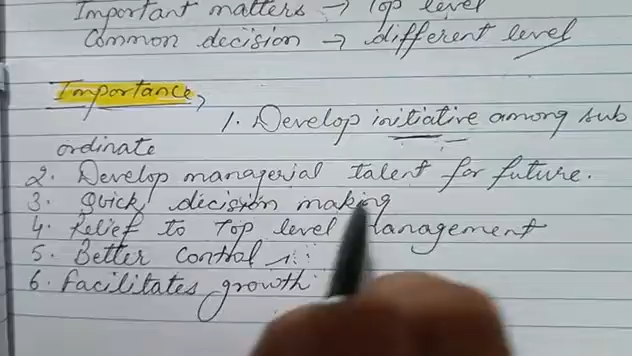 Important matters → Top level
Common decision → different level
Importance,
1. Develop initiative among sub
ordinate
2. Develop managerial talent for future.
3. Quick decision making
4. Relief to Top level Management
5. Better Control
6. Facilitates growth